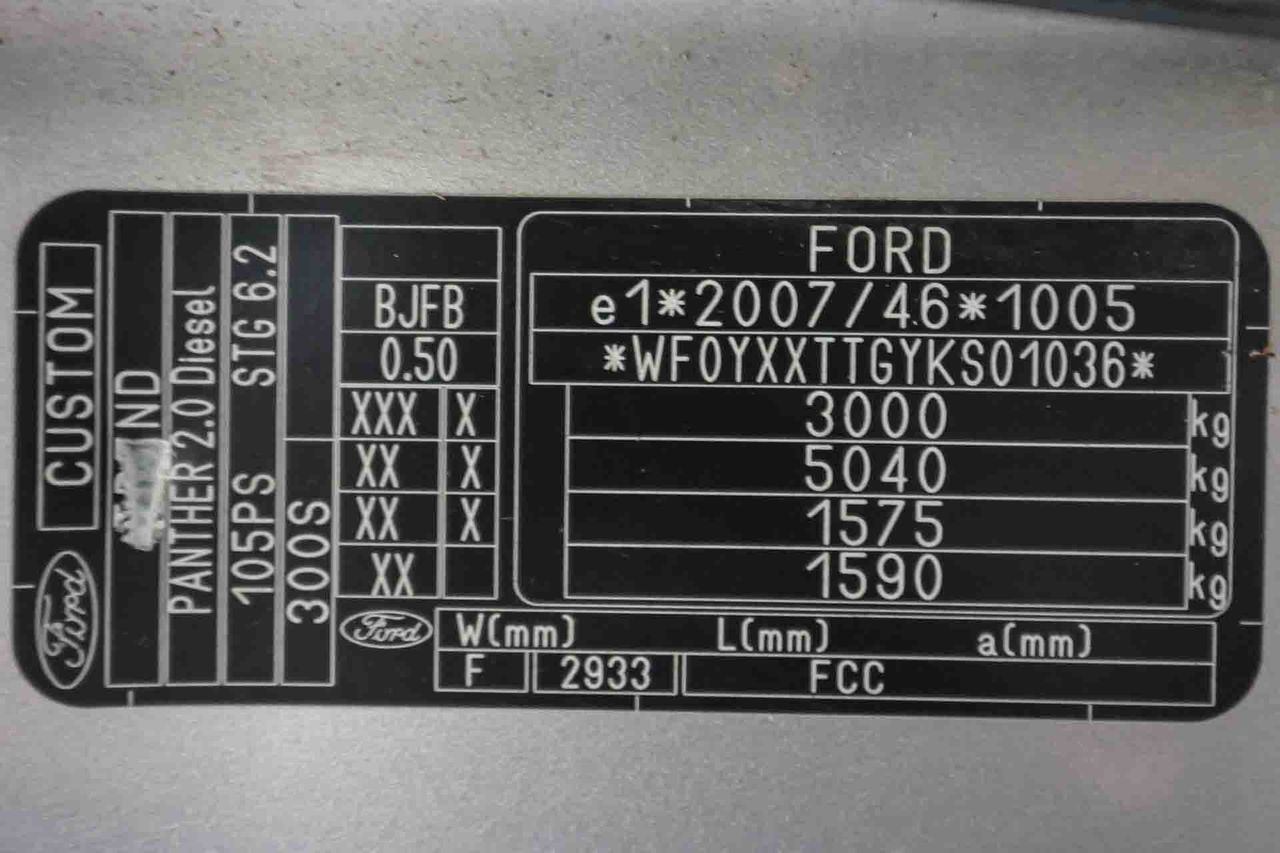 CUSTOM
Ford
ND
PANTHER 2.0 Diesel
105PS STG 6.2
300S
BJFB
0.50
XXX X
XX X
XX X
XX
Ford
FORD
e1*2007/46*1005
*WF0YXXTTGYKS01036*
3000 kg
5040 kg
1575 kg
1590 kg
W(mm) L(mm) a(mm)
F 2933 FCC